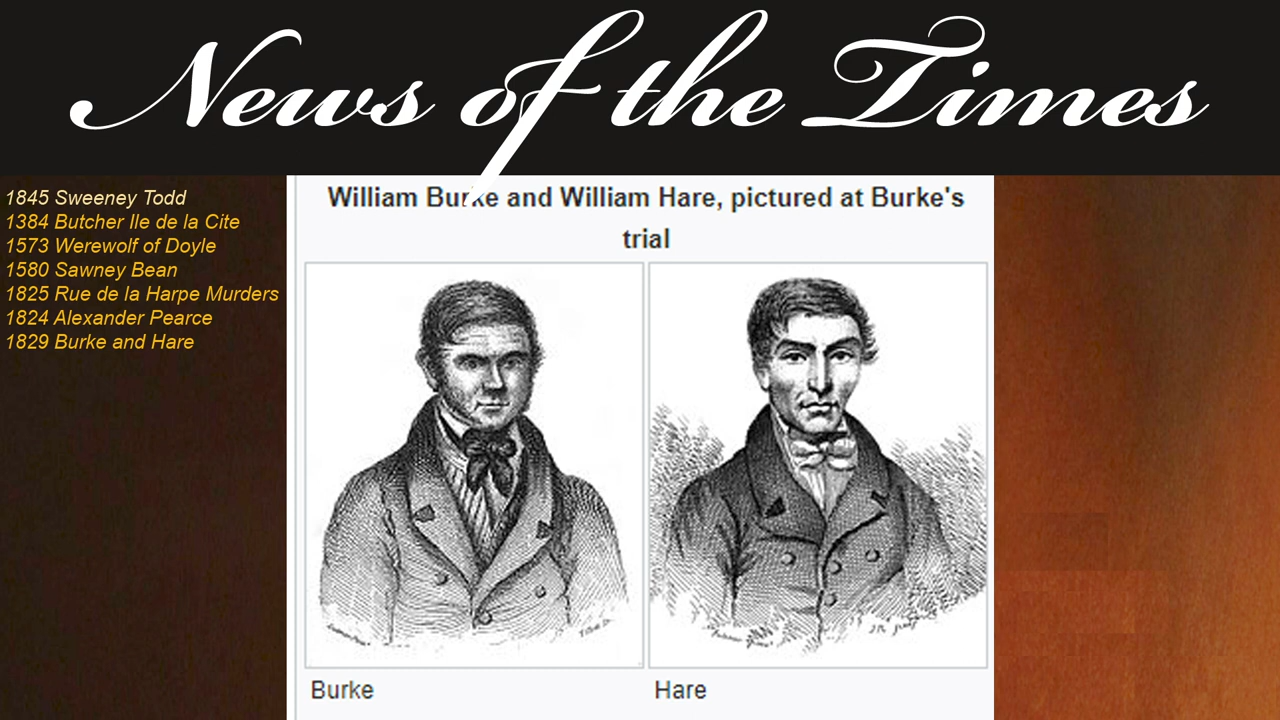 News of the Times
1845 Sweeney Todd
1384 Butcher Ile de la Cite
1573 Werewolf of Doyle
1580 Sawney Bean
1825 Rue de la Harpe Murders
1824 Alexander Pearce
1829 Burke and Hare
William Burke and William Hare, pictured at Burke's
trial
Burke
Hare